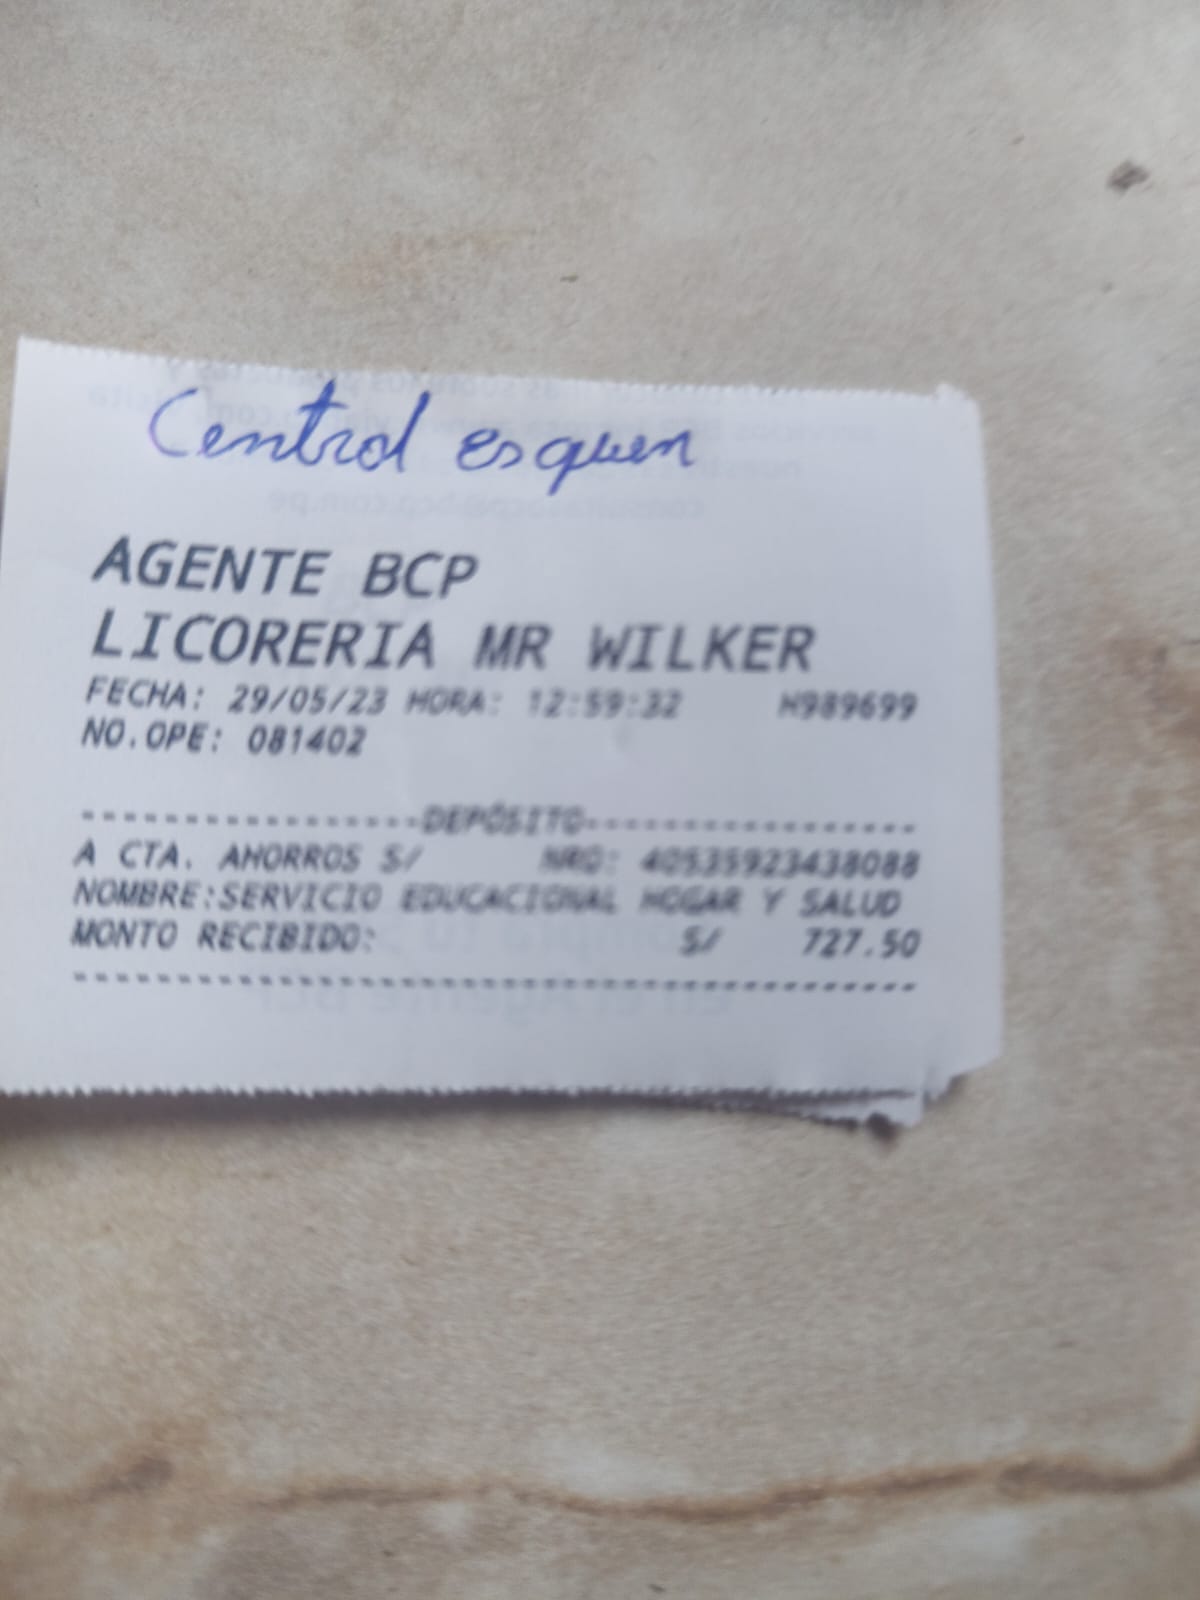 Central esquen
AGENTE BCP
LICORERIA MR WILKER
FECHA: 29/05/23 HORA: 12:59:32 H989699
NO.OPE: 081402
-----------------DEPÓSITO-----------------
A CTA. AHORROS S/ NRO: 40535923438088
NOMBRE:SERVICIO EDUCACIONAL HOGAR Y SALUD
MONTO RECIBIDO: S/ 727.50